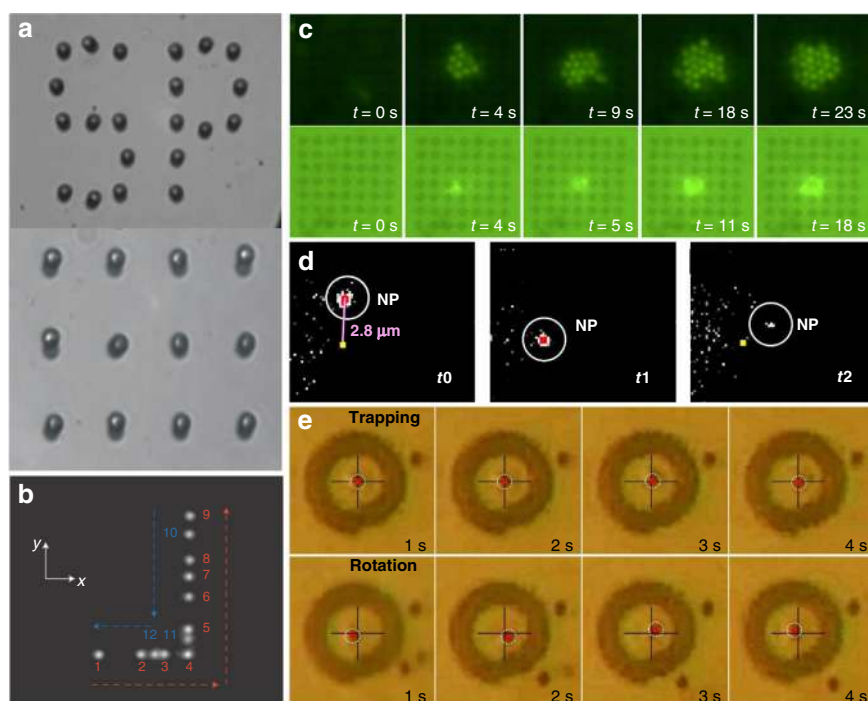 a
b
y
x
9
10
8
7
6
5
12 11
1 2 3 4
c
t = 0 s
t = 4 s
t = 9 s
t = 18 s
t = 23 s
t = 0 s
t = 4 s
t = 5 s
t = 11 s
t = 18 s
d
NP
2.8 μm
t0
NP
t1
NP
t2
e
Trapping
1 s
2 s
3 s
4 s
Rotation
1 s
2 s
3 s
4 s